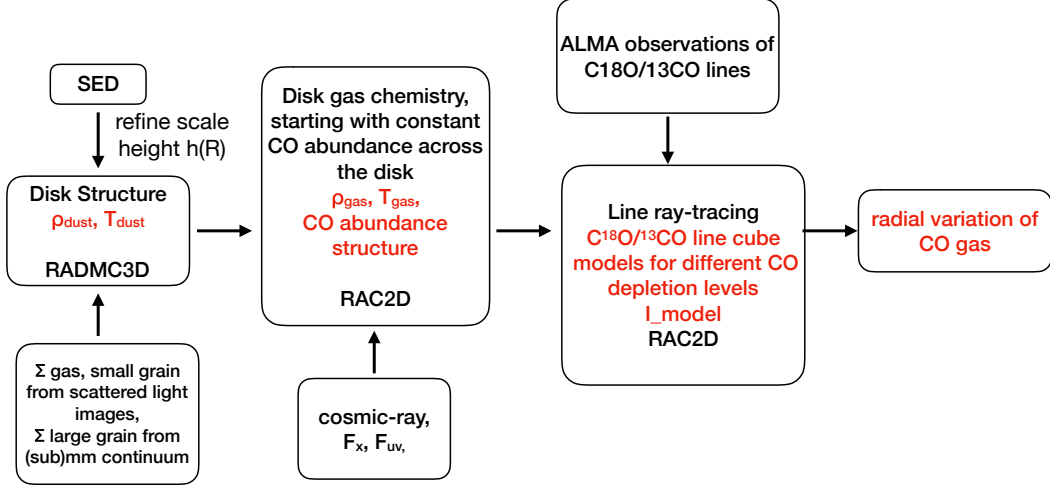 SED
refine scale
height h(R)
Disk Structure
ρdust, Tdust
RADMC3D
Σ gas, small grain
from scattered light
images,
Σ large grain from
(sub)mm continuum
Disk gas chemistry,
starting with constant
CO abundance across
the disk
ρgas, Tgas,
CO abundance
structure
RAC2D
cosmic-ray,
Fx, Fuv,
ALMA observations of
C18O/13CO lines
Line ray-tracing
C¹⁸O/¹³CO line cube
models for different CO
depletion levels
I_model
RAC2D
radial variation of
CO gas